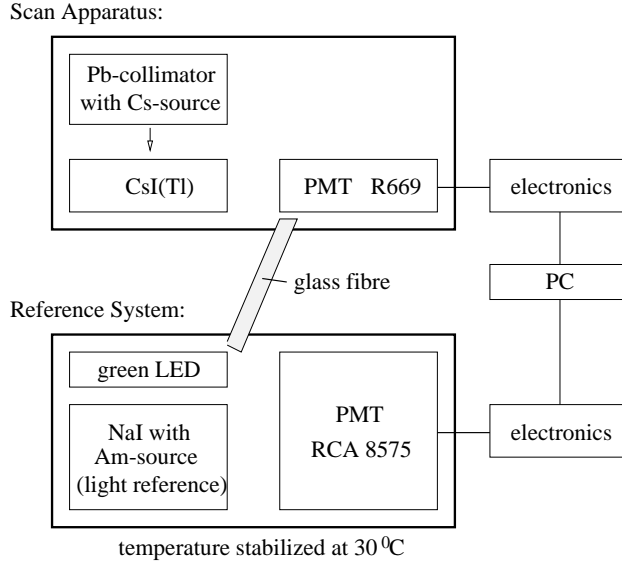 Scan Apparatus:
Pb-collimator
with Cs-source
CsI(Tl)
PMT R669
electronics
glass fibre
PC
Reference System:
green LED
NaI with
Am-source
(light reference)
PMT
RCA 8575
electronics
temperature stabilized at 30 ⁰C